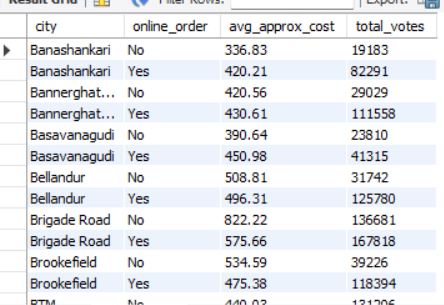 Result Grid Filter Rows: Export:
city online_order avg_approx_cost total_votes
Banashankari No 336.83 19183
Banashankari Yes 420.21 82291
Bannerghat... No 420.56 29029
Bannerghat... Yes 430.61 111558
Basavanagudi No 390.64 23810
Basavanagudi Yes 450.98 41315
Bellandur No 508.81 31742
Bellandur Yes 496.31 125780
Brigade Road No 822.22 136681
Brigade Road Yes 575.66 167818
Brookefield No 534.59 39226
Brookefield Yes 475.38 118394
BTM No 440.03 131206